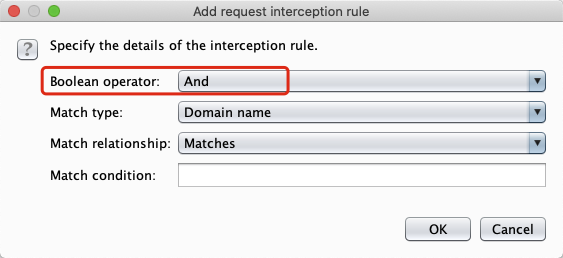 Add request interception rule
? Specify the details of the interception rule.
Boolean operator: And
Match type: Domain name
Match relationship: Matches
Match condition:
OK Cancel